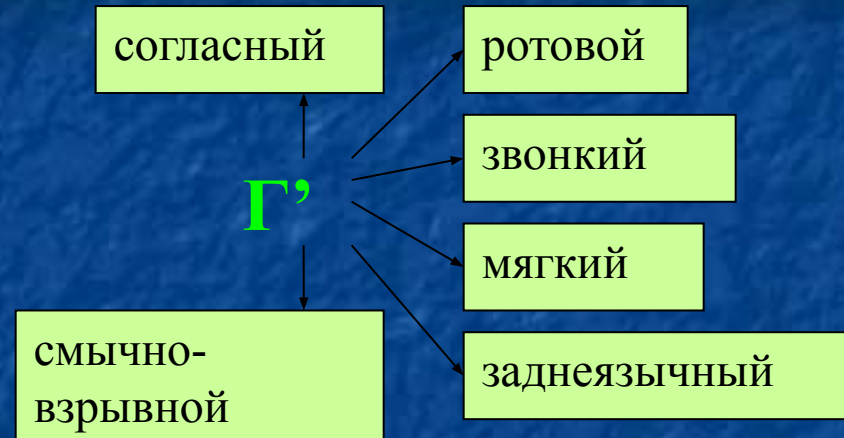 согласный
ротовой
звонкий
Г’
мягкий
смычно-
взрывной
заднеязычный